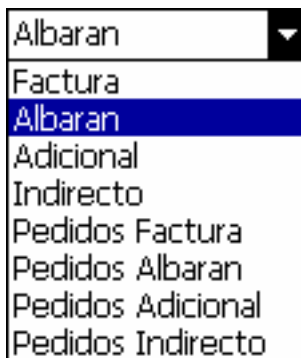 Albaran
Factura
Albaran
Adicional
Indirecto
Pedidos Factura
Pedidos Albaran
Pedidos Adicional
Pedidos Indirecto